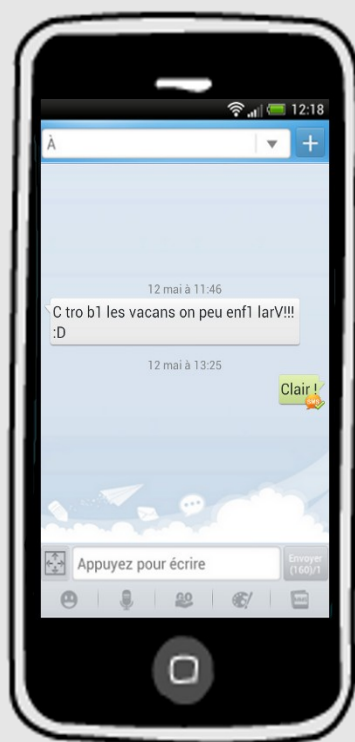 12:18
À
12 mai à 11:46
C tro b1 les vacans on peu enf1 larV!!!
:D
12 mai à 13:25
Clair !
SMS
Appuyez pour écrire
Envoyer
(160)/1